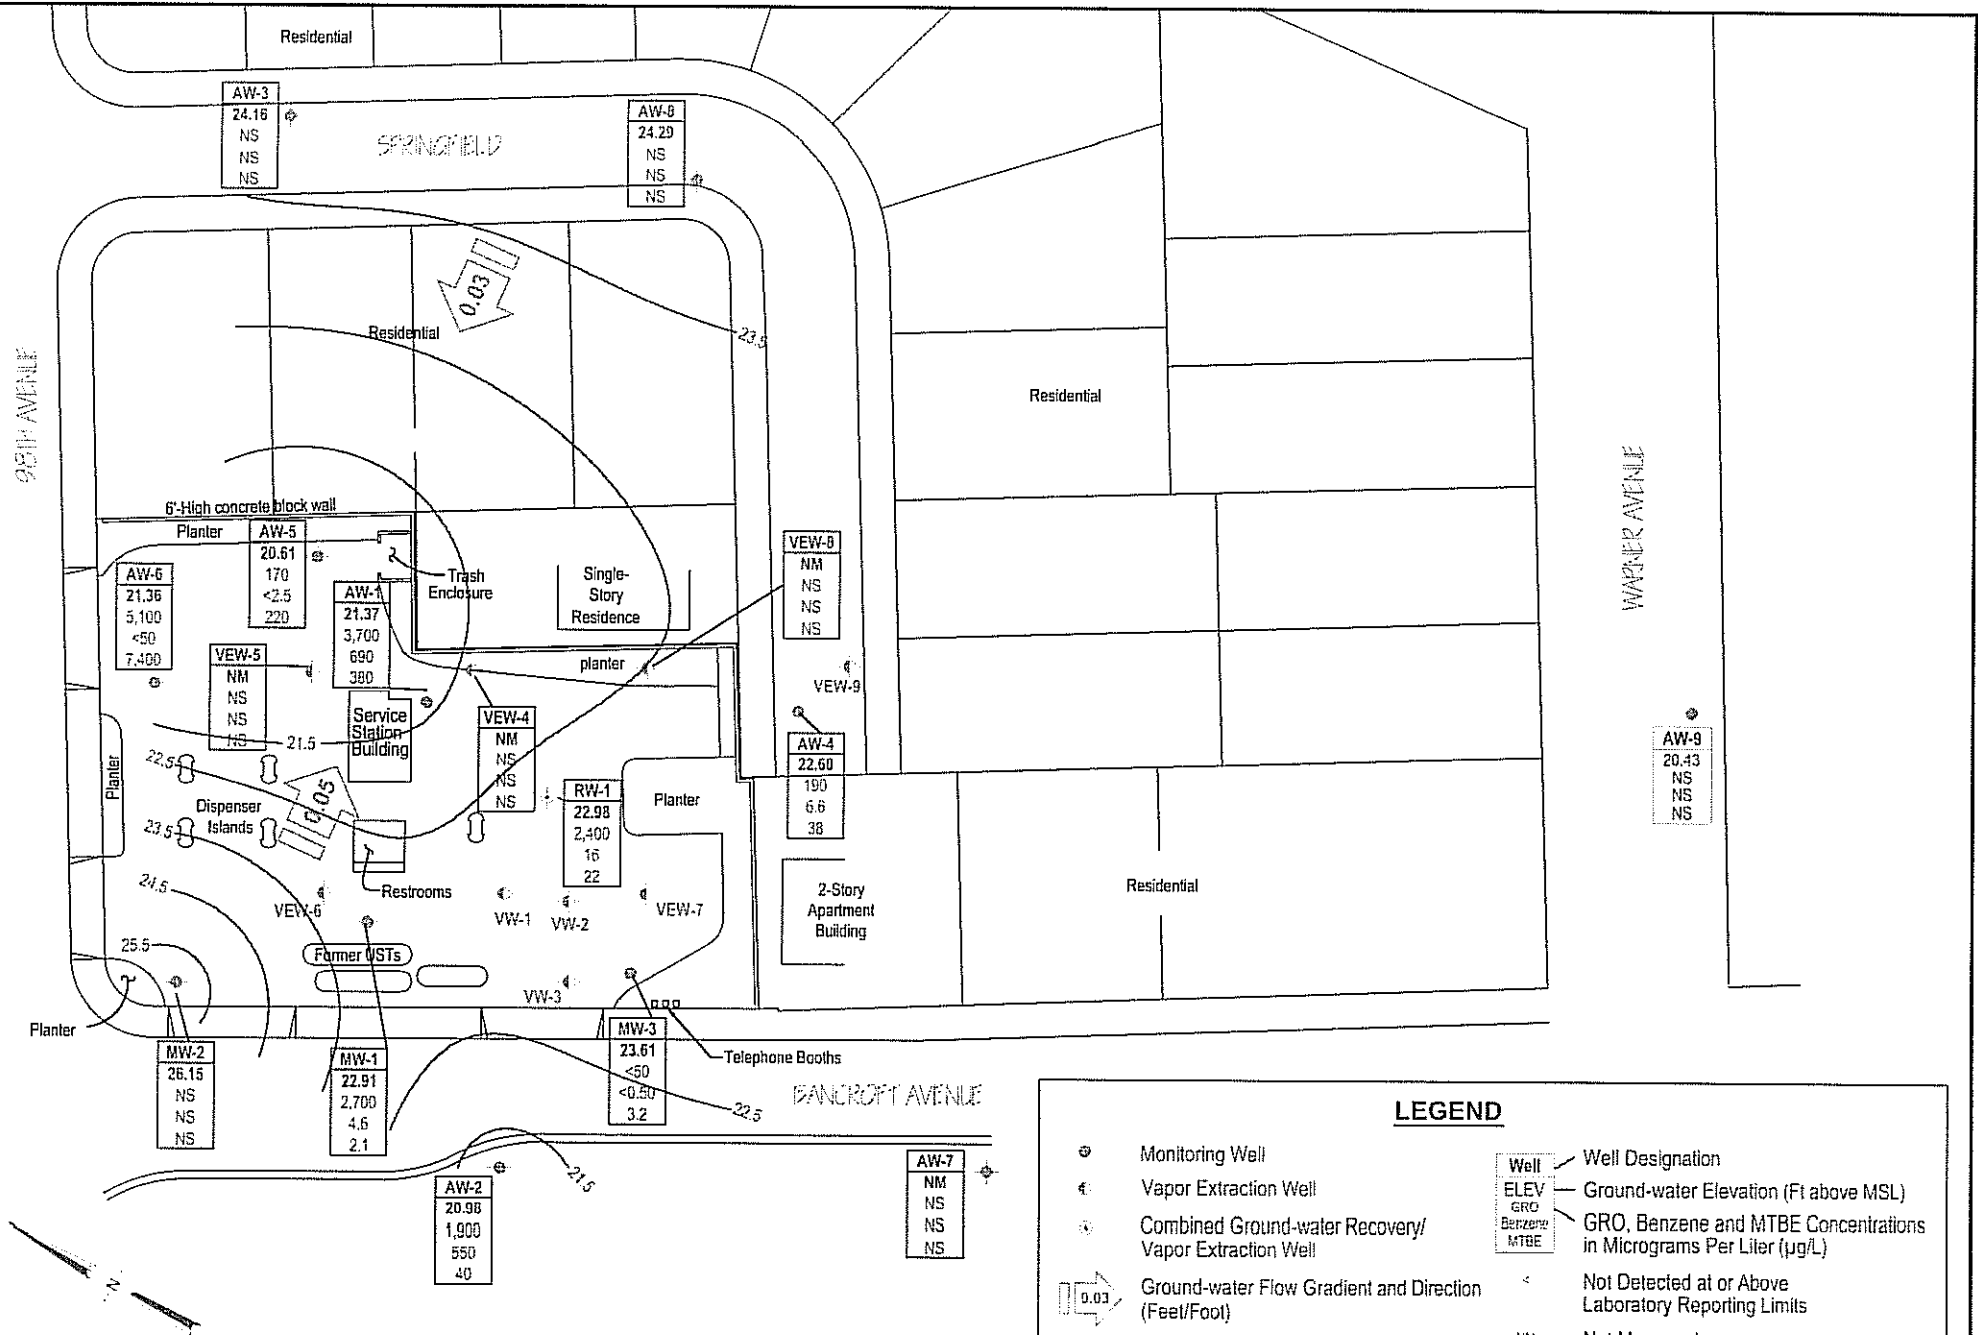 Residential
AW-3
24.16
NS
NS
NS
SPRINGFIELD
AW-8
24.29
NS
NS
NS
0.03
Residential
23.5
98TH AVENUE
Residential
WARNER AVENUE
6'-High concrete block wall
Planter
AW-5
20.61
170
<2.5
220
Trash
Enclosure
AW-6
21.36
5,100
<50
7,400
AW-1
21.37
3,700
690
380
Single-
Story
Residence
VEW-8
NM
NS
NS
NS
VEW-5
NM
NS
NS
NS
planter
VEW-9
VEW-4
NM
NS
NS
NS
Service
Station
Building
21.5
22.5
AW-4
22.60
190
6.6
38
AW-9
20.43
NS
NS
NS
Planter
Dispenser
Islands
0.05
23.5
RW-1
22.98
2,400
16
22
Planter
24.5
Restrooms
VEW-6
VW-1
VW-2
VEW-7
2-Story
Apartment
Building
Residential
25.5
Former USTs
VW-3
Planter
MW-2
26.15
NS
NS
NS
MW-1
22.91
2,700
4.6
2.1
MW-3
23.61
<50
<0.50
3.2
Telephone Booths
22.5
BANCROFT AVENUE
AW-2
20.98
1,900
550
40
21.5
AW-7
NM
NS
NS
NS
N
LEGEND
Monitoring Well
Vapor Extraction Well
Combined Ground-water Recovery/
Vapor Extraction Well
0.03
Ground-water Flow Gradient and Direction
(Feet/Foot)
Well
ELEV
GRO
Benzene
MTBE
Well Designation
Ground-water Elevation (Ft above MSL)
GRO, Benzene and MTBE Concentrations
in Micrograms Per Liter (µg/L)
<
Not Detected at or Above
Laboratory Reporting Limits